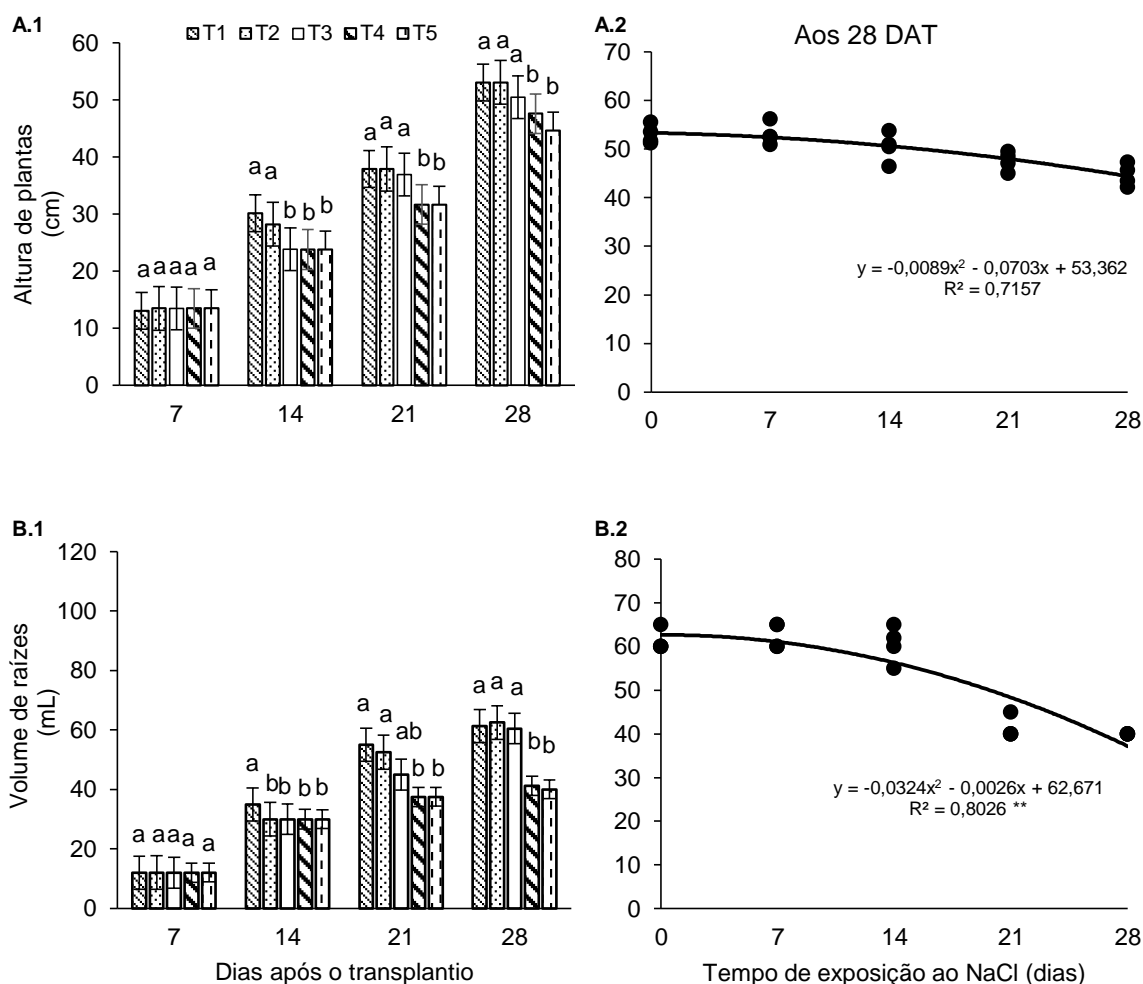 A.1
T1 T2 T3 T4 T5
60
50
40
30
20
10
0
Altura de plantas
(cm)
a a a a a
a a b b b
a a a b b
a a a b b
7 14 21 28
A.2
Aos 28 DAT
70
60
50
40
30
20
10
0
y = -0,0089x² - 0,0703x + 53,362
R² = 0,7157
0 7 14 21 28
B.1
120
100
80
60
40
20
0
Volume de raízes
(mL)
a a a a a
a b b b b
a a ab b b
a a a b b
7 14 21 28
Dias após o transplantio
B.2
80
70
60
50
40
30
20
10
0
y = -0,0324x² - 0,0026x + 62,671
R² = 0,8026 **
0 7 14 21 28
Tempo de exposição ao NaCl (dias)